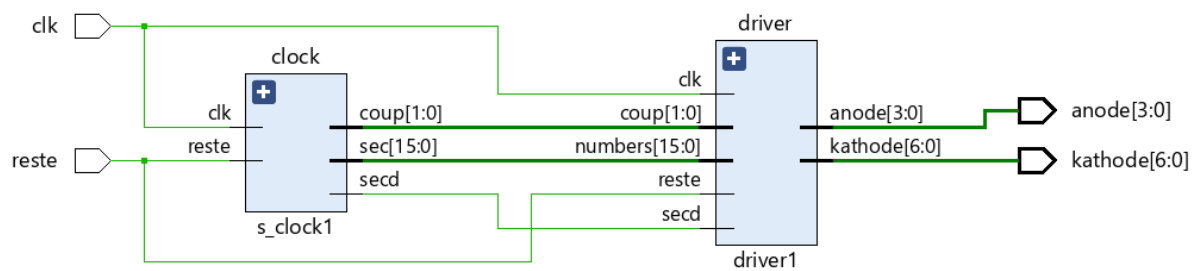 clk
reste
clock
clk
reste
coup[1:0]
sec[15:0]
secd
s_clock1
driver
clk
coup[1:0]
numbers[15:0]
reste
secd
anode[3:0]
kathode[6:0]
driver1
anode[3:0]
kathode[6:0]